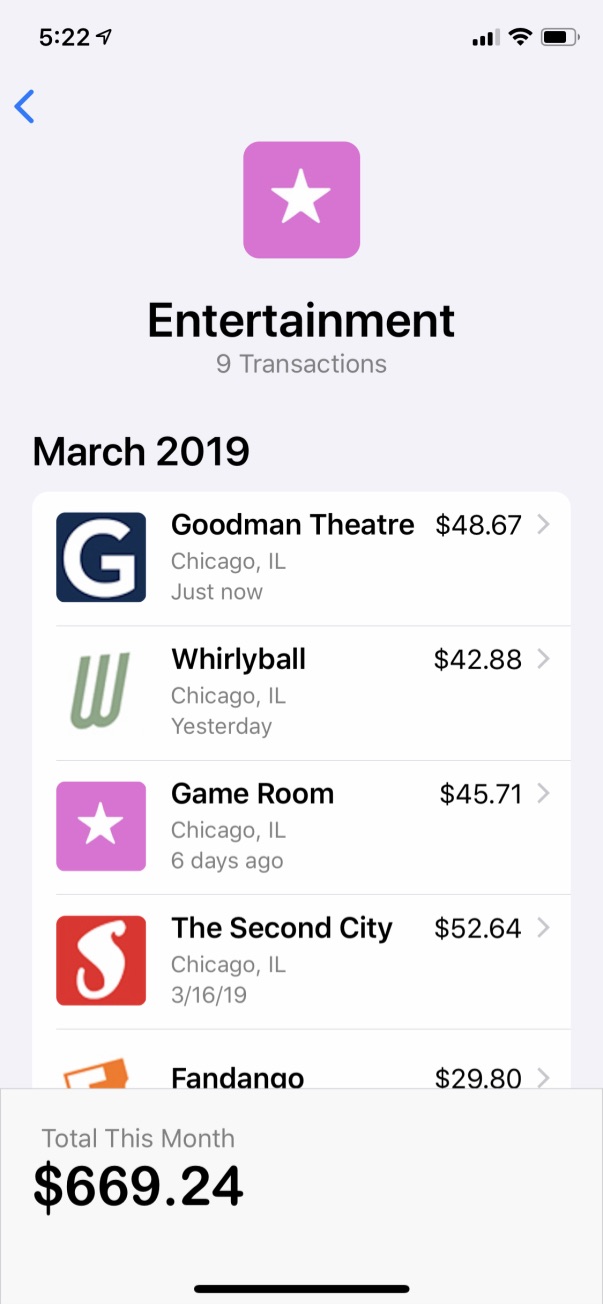 5:22
Entertainment
9 Transactions
March 2019
G
Goodman Theatre $48.67
Chicago, IL
Just now
W
Whirlyball $42.88
Chicago, IL
Yesterday
Game Room $45.71
Chicago, IL
6 days ago
S
The Second City $52.64
Chicago, IL
3/16/19
Fandango $29.80
Total This Month
$669.24